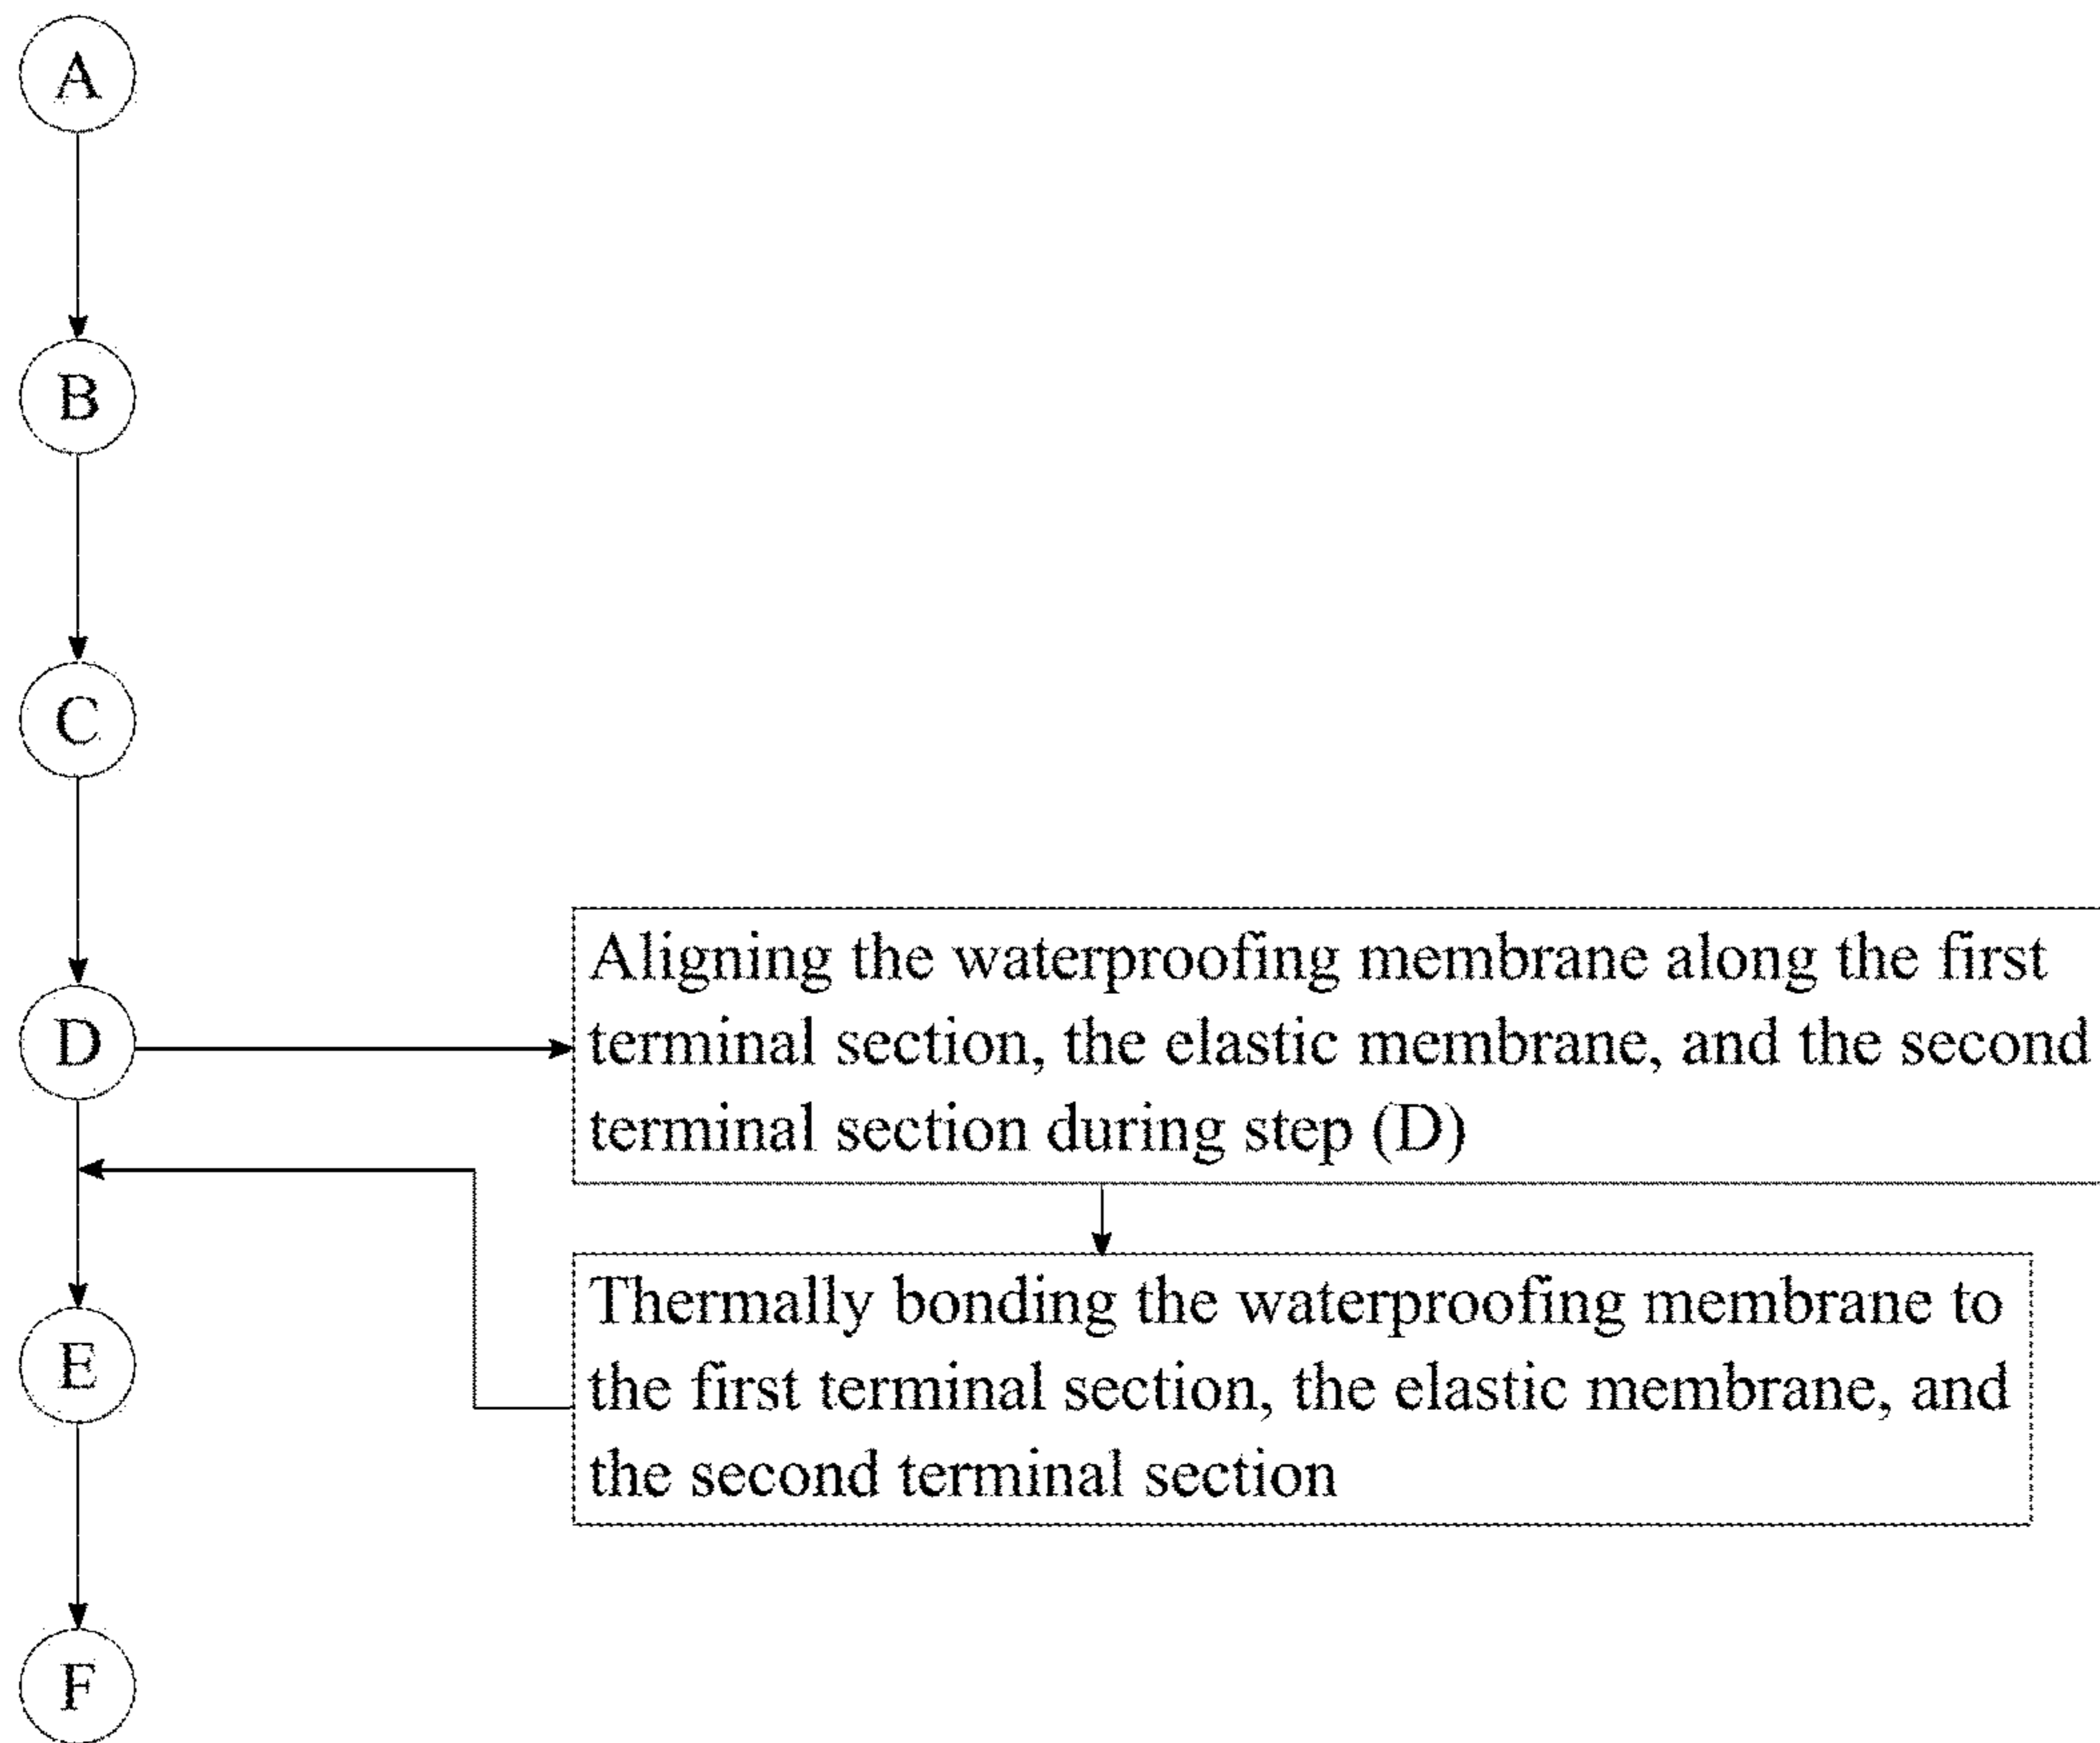 A
B
C
D
Aligning the waterproofing membrane along the first
terminal section, the elastic membrane, and the second
terminal section during step (D)
Thermally bonding the waterproofing membrane to
the first terminal section, the elastic membrane, and
the second terminal section
E
F